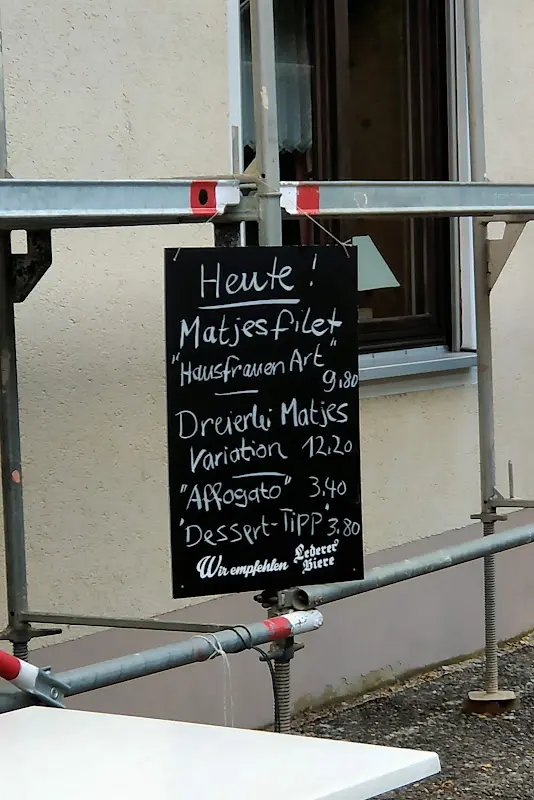 Heute!
Matjesfilet
"Hausfrauen Art"
9,80
Dreierlei Matjes
Variation 12,20
"Affogato" 3,40
"Dessert-Tipp" 3,80
Wir empfehlen Lederer Biere